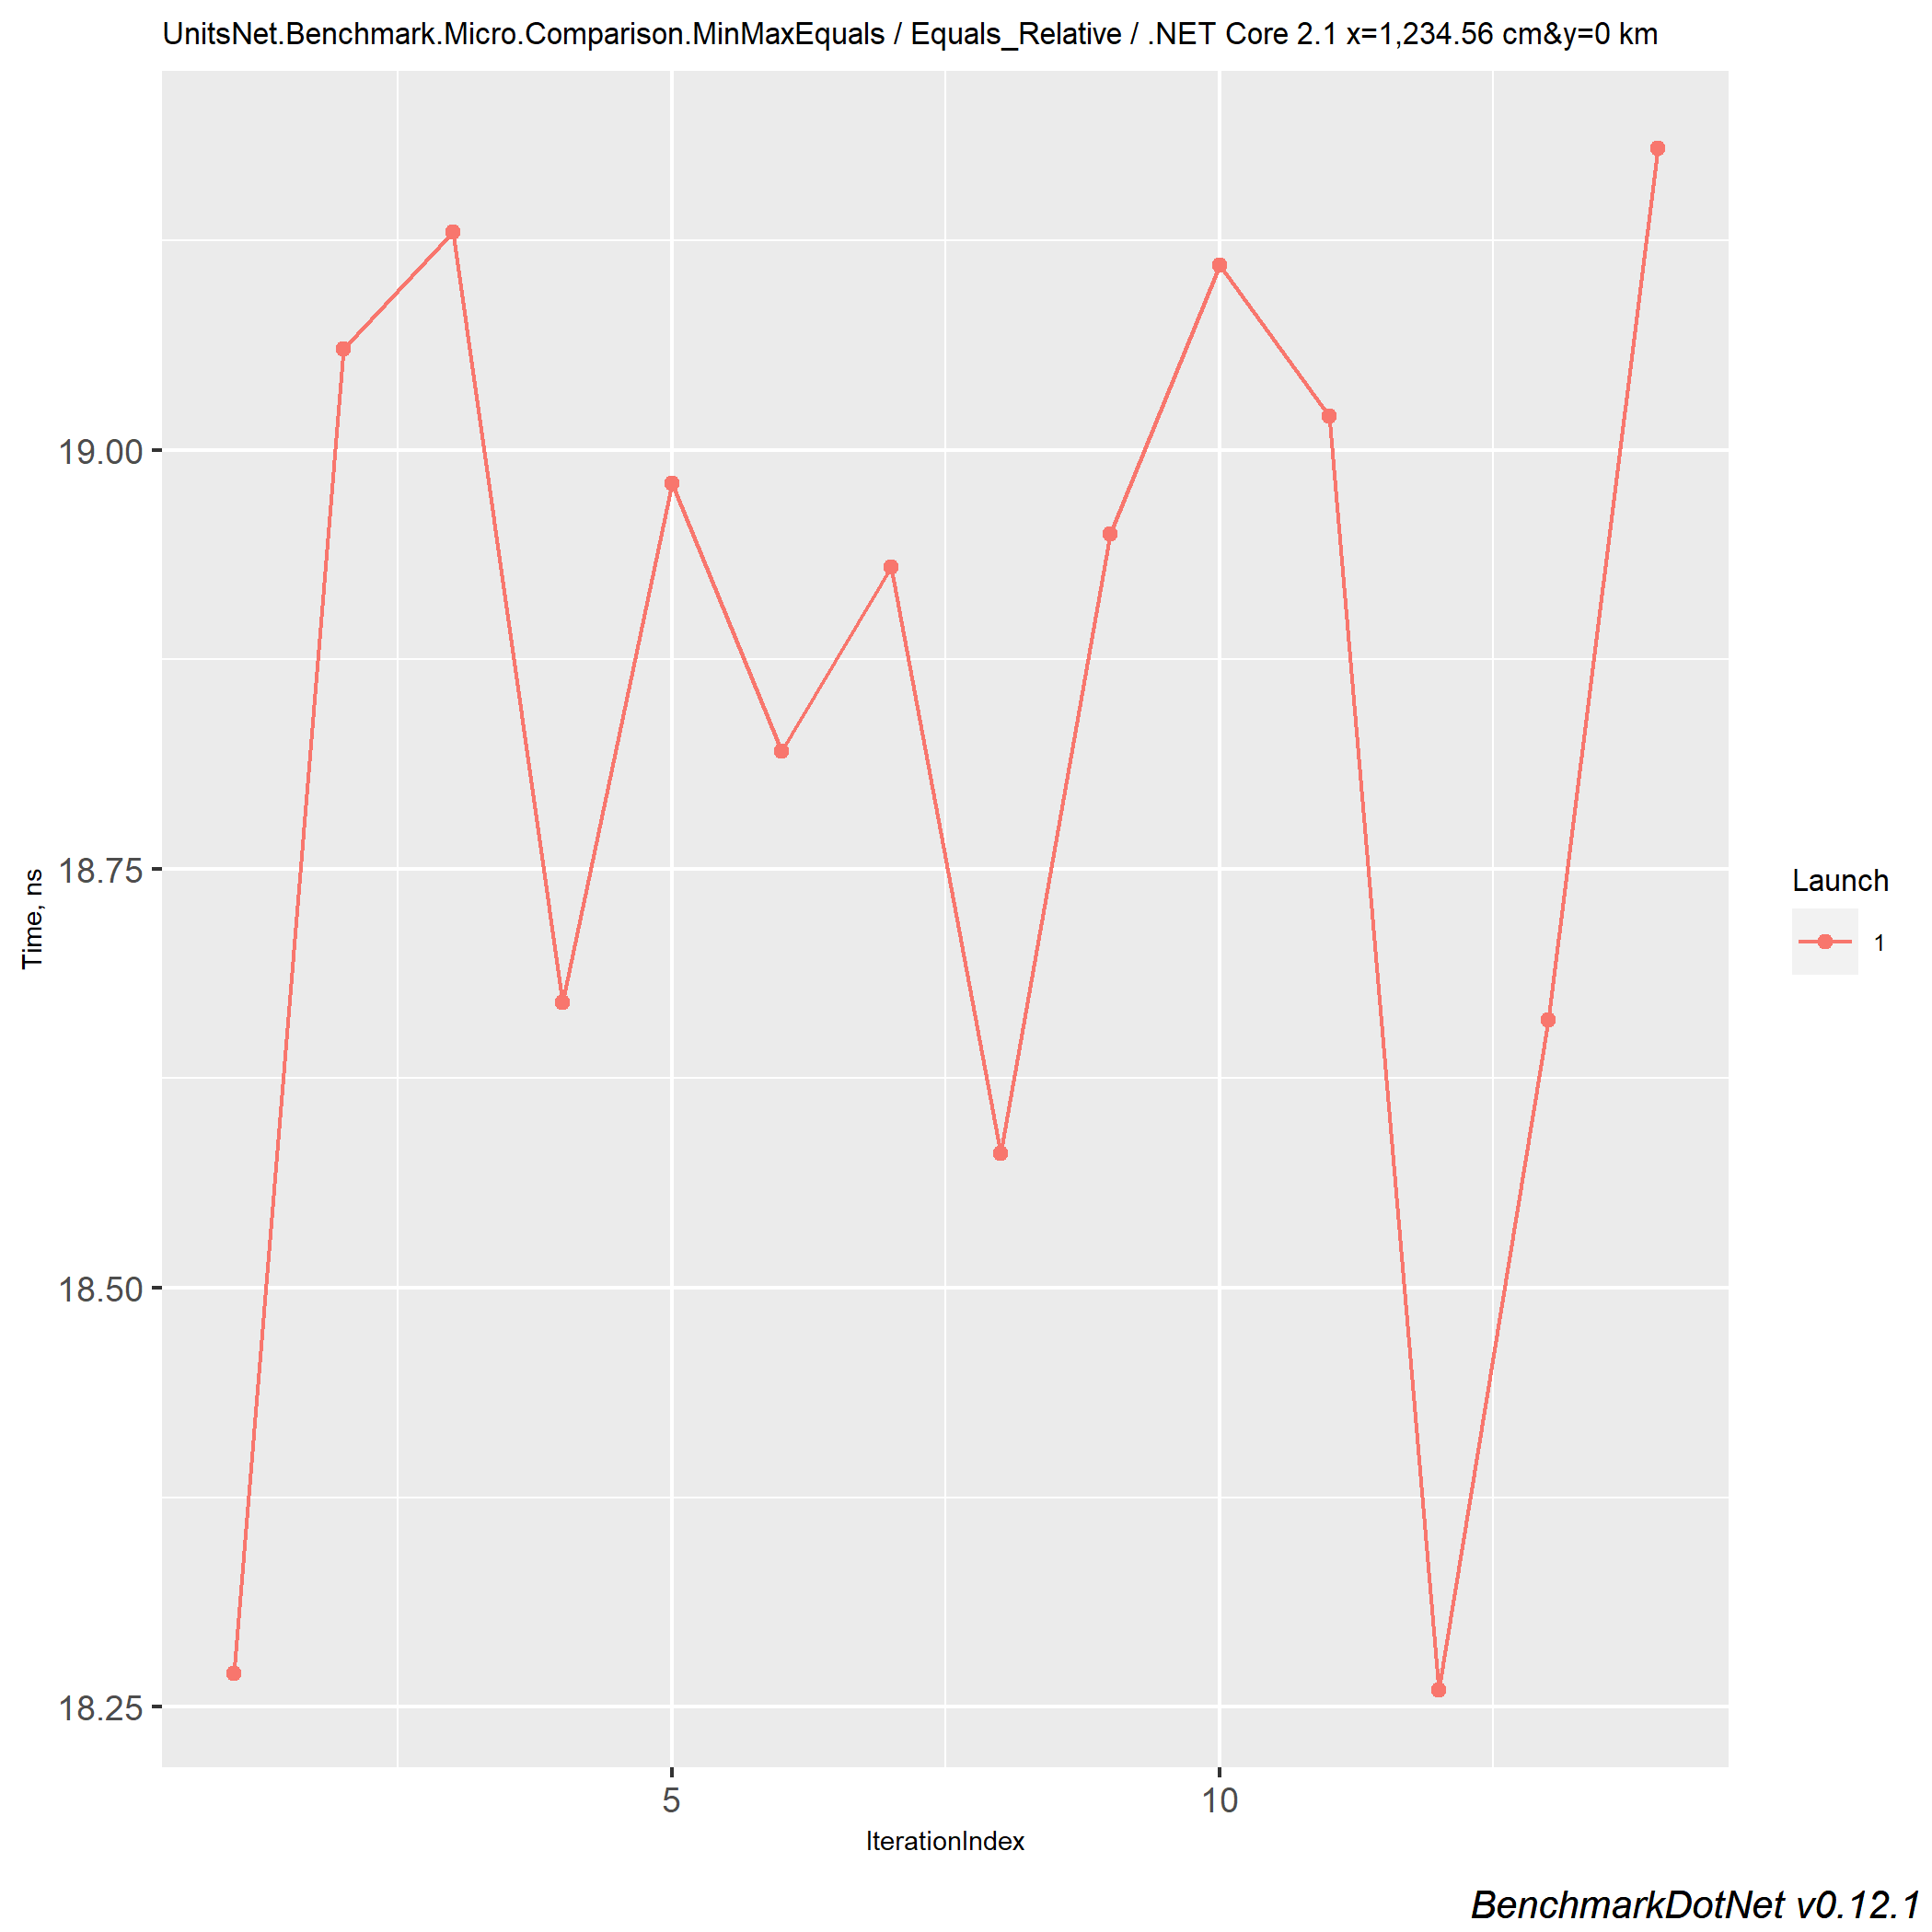 UnitsNet.Benchmark.Micro.Comparison.MinMaxEquals / Equals_Relative / .NET Core 2.1 x=1,234.56 cm&y=0 km
19.00
18.75
18.50
18.25
Time, ns
5
10
IterationIndex
Launch
1
BenchmarkDotNet v0.12.1